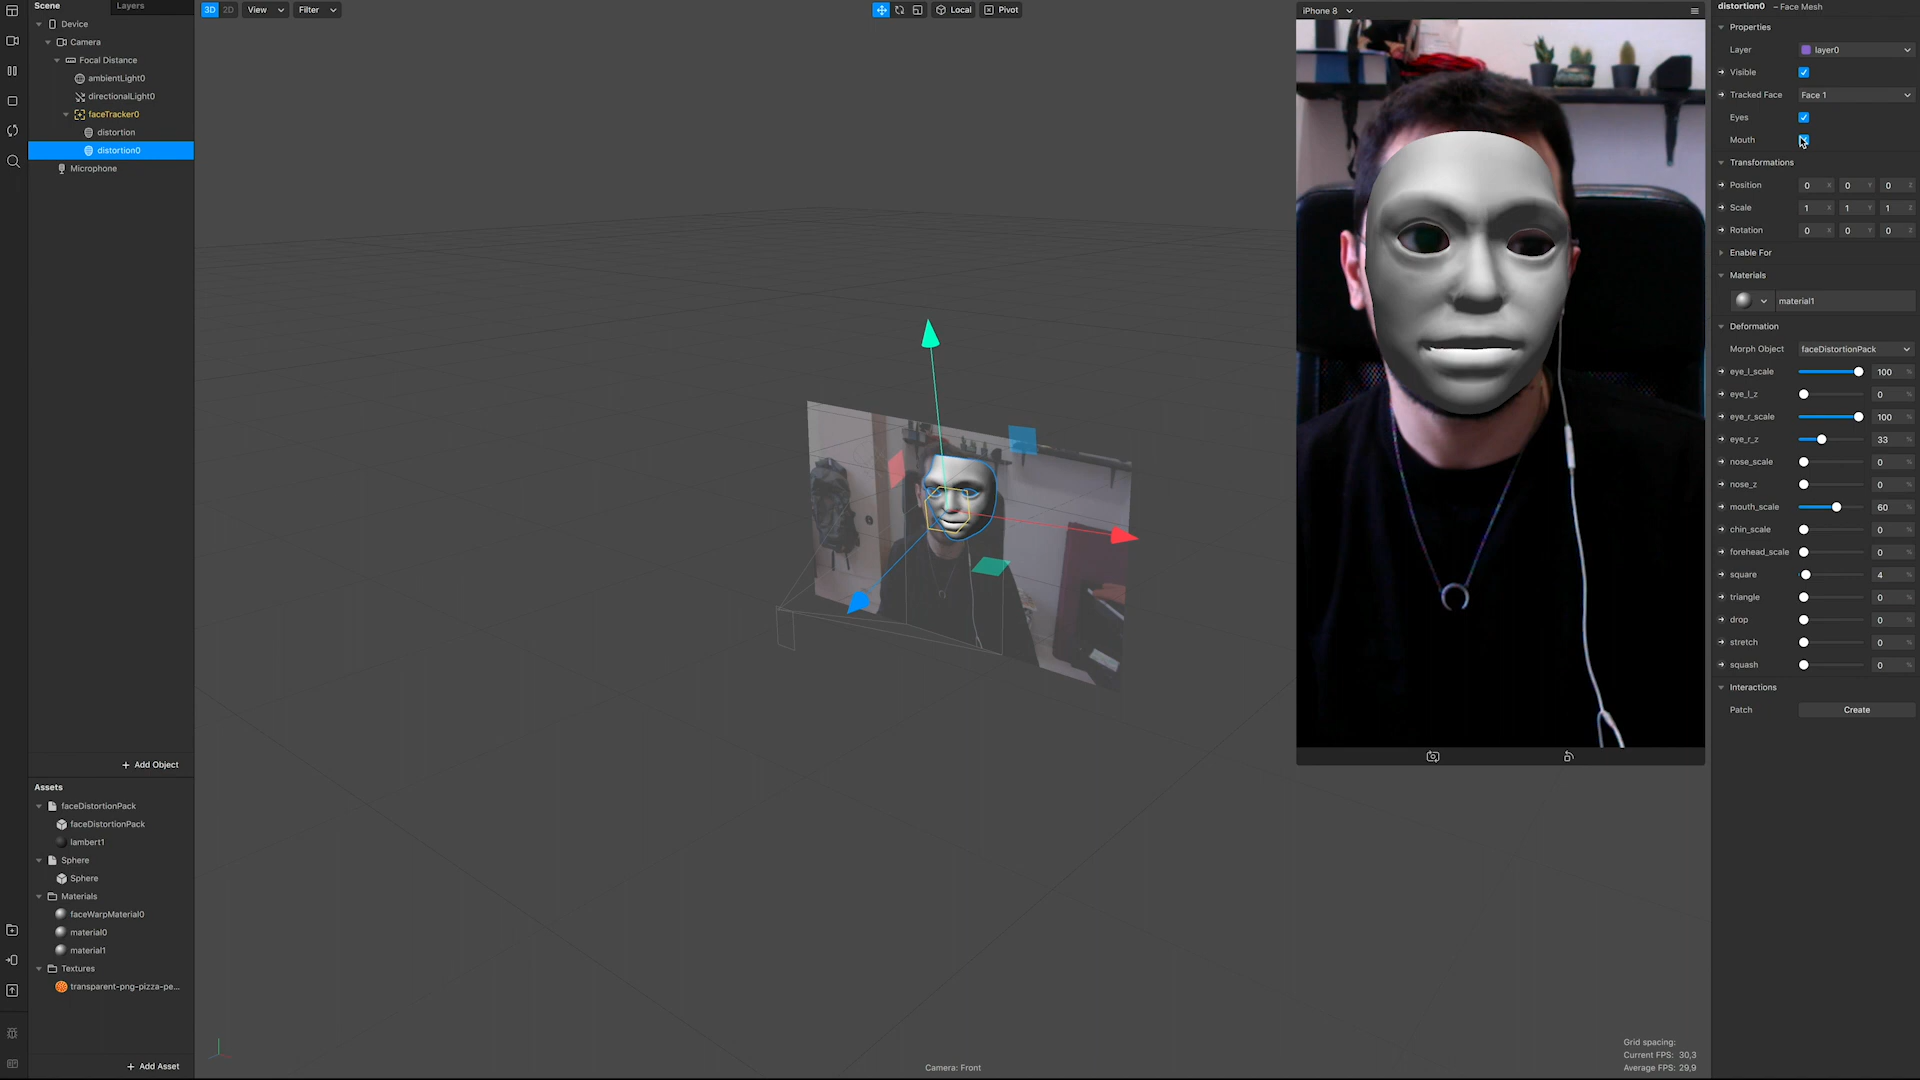 Scene
Layers
Device
Camera
Focal Distance
ambientLight0
directionalLight0
faceTracker0
distortion
distortion0
Microphone
+ Add Object
Assets
faceDistortionPack
faceDistortionPack
lambert1
Sphere
Sphere
Materials
faceWarpMaterial0
material0
material1
Textures
transparent-png-pizza-pe...
+ Add Asset
3D 2D View Filter
Local Pivot
Camera: Front
iPhone 8
Grid spacing:
Current FPS: 30,3
Average FPS: 29,9
distortion0 – Face Mesh
Properties
Layer layer0
Visible
Tracked Face Face 1
Eyes
Mouth
Transformations
Position 0 X 0 Y 0 Z
Scale 1 X 1 Y 1 Z
Rotation 0 X 0 Y 0 Z
Enable For
Materials
material1
Deformation
Morph Object faceDistortionPack
eye_l_scale 100 %
eye_l_z 0 %
eye_r_scale 100 %
eye_r_z 33 %
nose_scale 0 %
nose_z 0 %
mouth_scale 60 %
chin_scale 0 %
forehead_scale 0 %
square 4 %
triangle 0 %
drop 0 %
stretch 0 %
squash 0 %
Interactions
Patch Create